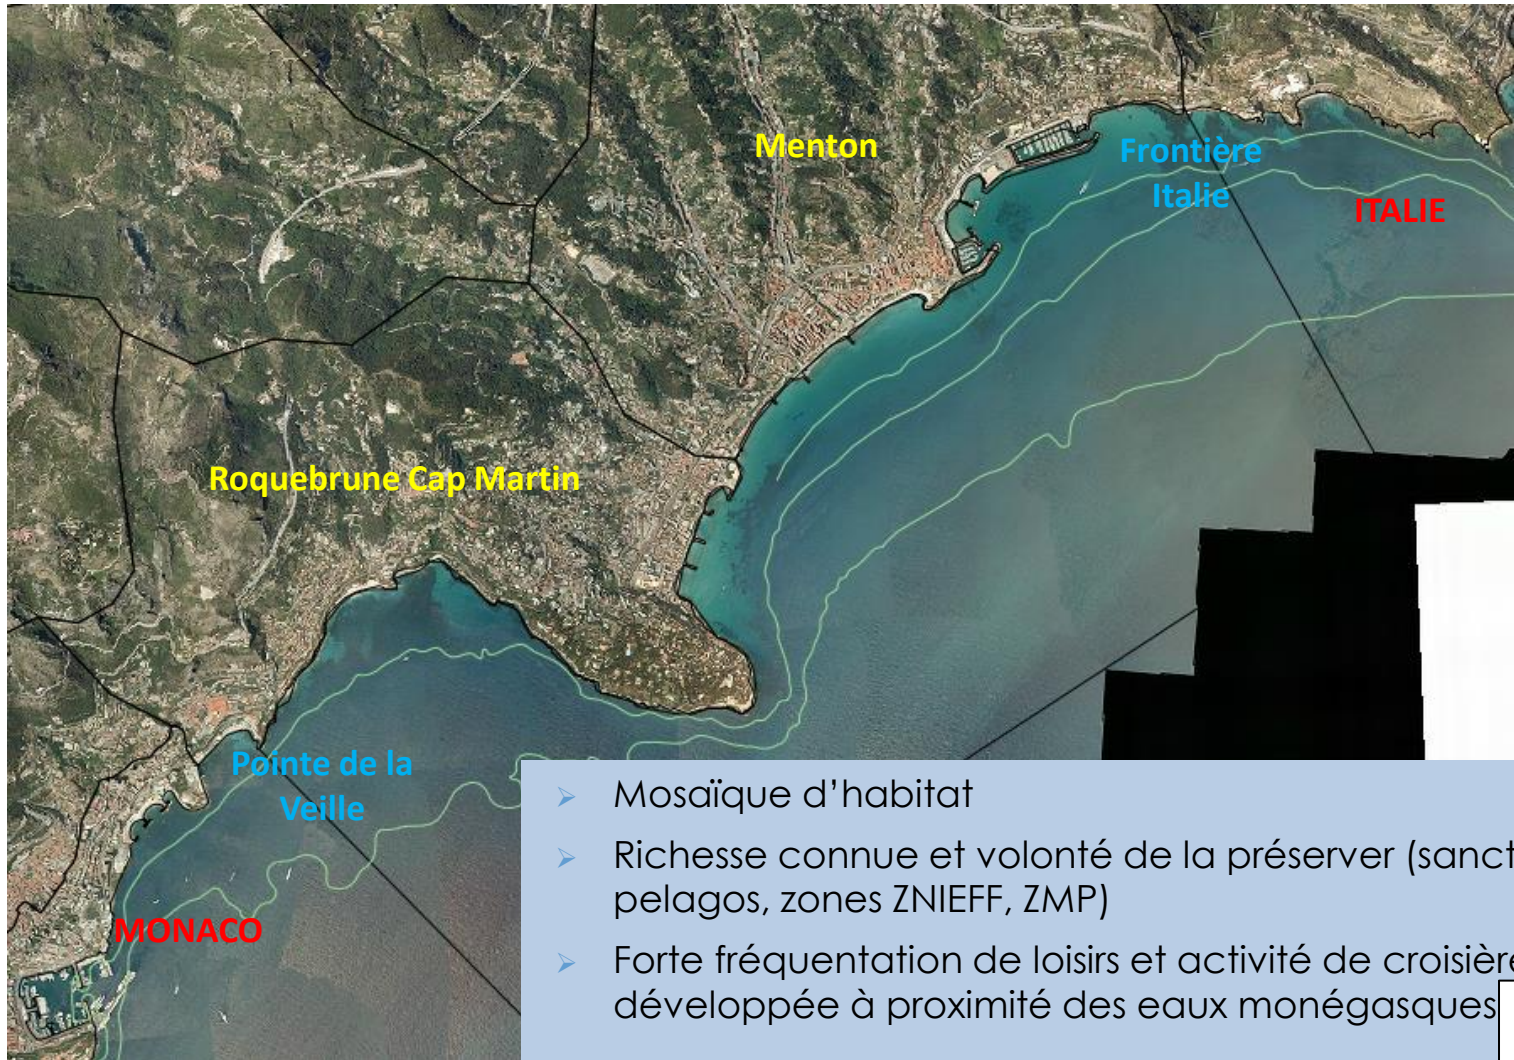 Menton
Frontière
Italie
ITALIE
Roquebrune Cap Martin
Pointe de la
Veille
MONACO
➢ Mosaïque d’habitat
➢ Richesse connue et volonté de la préserver (sanct
pelagos, zones ZNIEFF, ZMP)
➢ Forte fréquentation de loisirs et activité de croisière
développée à proximité des eaux monégasques